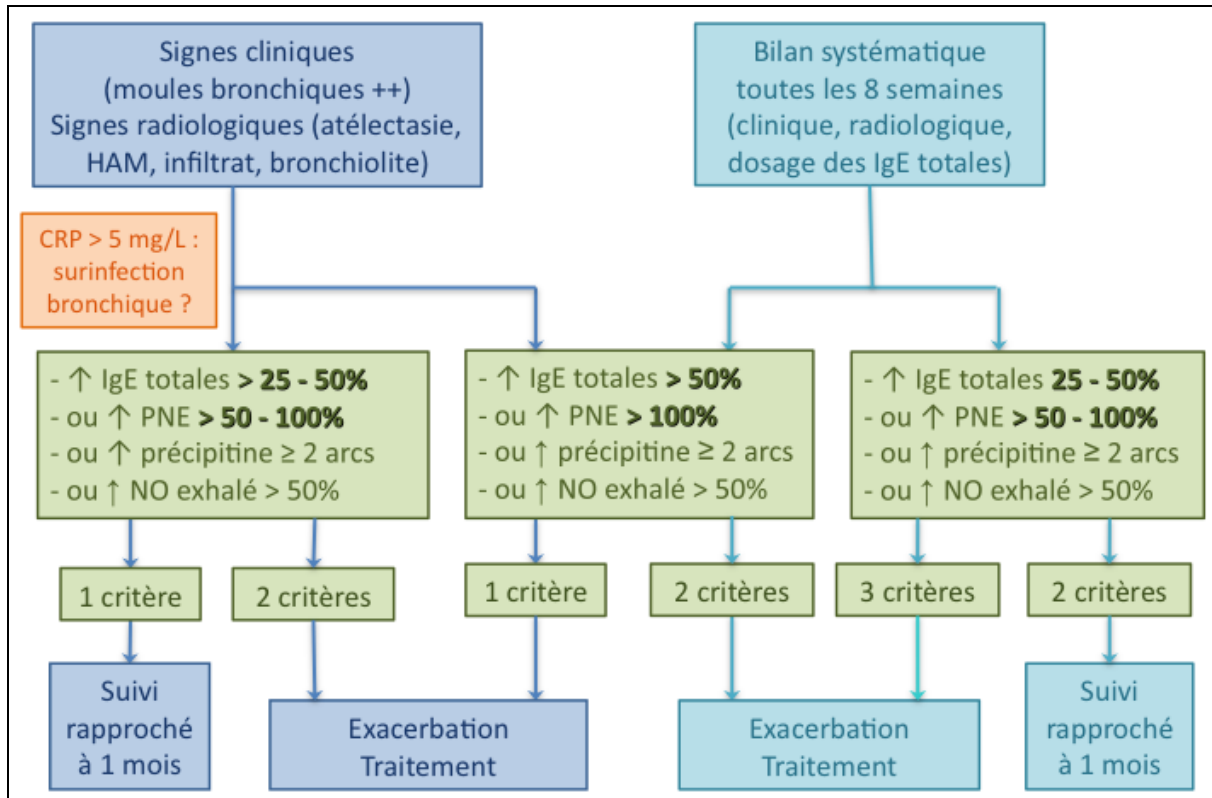 Signes cliniques
(moules bronchiques ++)
Signes radiologiques (atélectasie,
HAM, infiltrat, bronchiolite)
Bilan systématique
toutes les 8 semaines
(clinique, radiologique,
dosage des IgE totales)
CRP > 5 mg/L :
surinfection
bronchique ?
- ↑ IgE totales > 25 - 50%
- ou ↑ PNE > 50 - 100%
- ou ↑ précipitine ≥ 2 arcs
- ou ↑ NO exhalé > 50%
- ↑ IgE totales > 50%
- ou ↑ PNE > 100%
- ou ↑ précipitine ≥ 2 arcs
- ou ↑ NO exhalé > 50%
- ↑ IgE totales 25 - 50%
- ou ↑ PNE > 50 - 100%
- ou ↑ précipitine ≥ 2 arcs
- ou ↑ NO exhalé > 50%
1 critère
2 critères
1 critère
2 critères
3 critères
2 critères
Suivi
rapproché
à 1 mois
Exacerbation
Traitement
Exacerbation
Traitement
Suivi
rapproché
à 1 mois